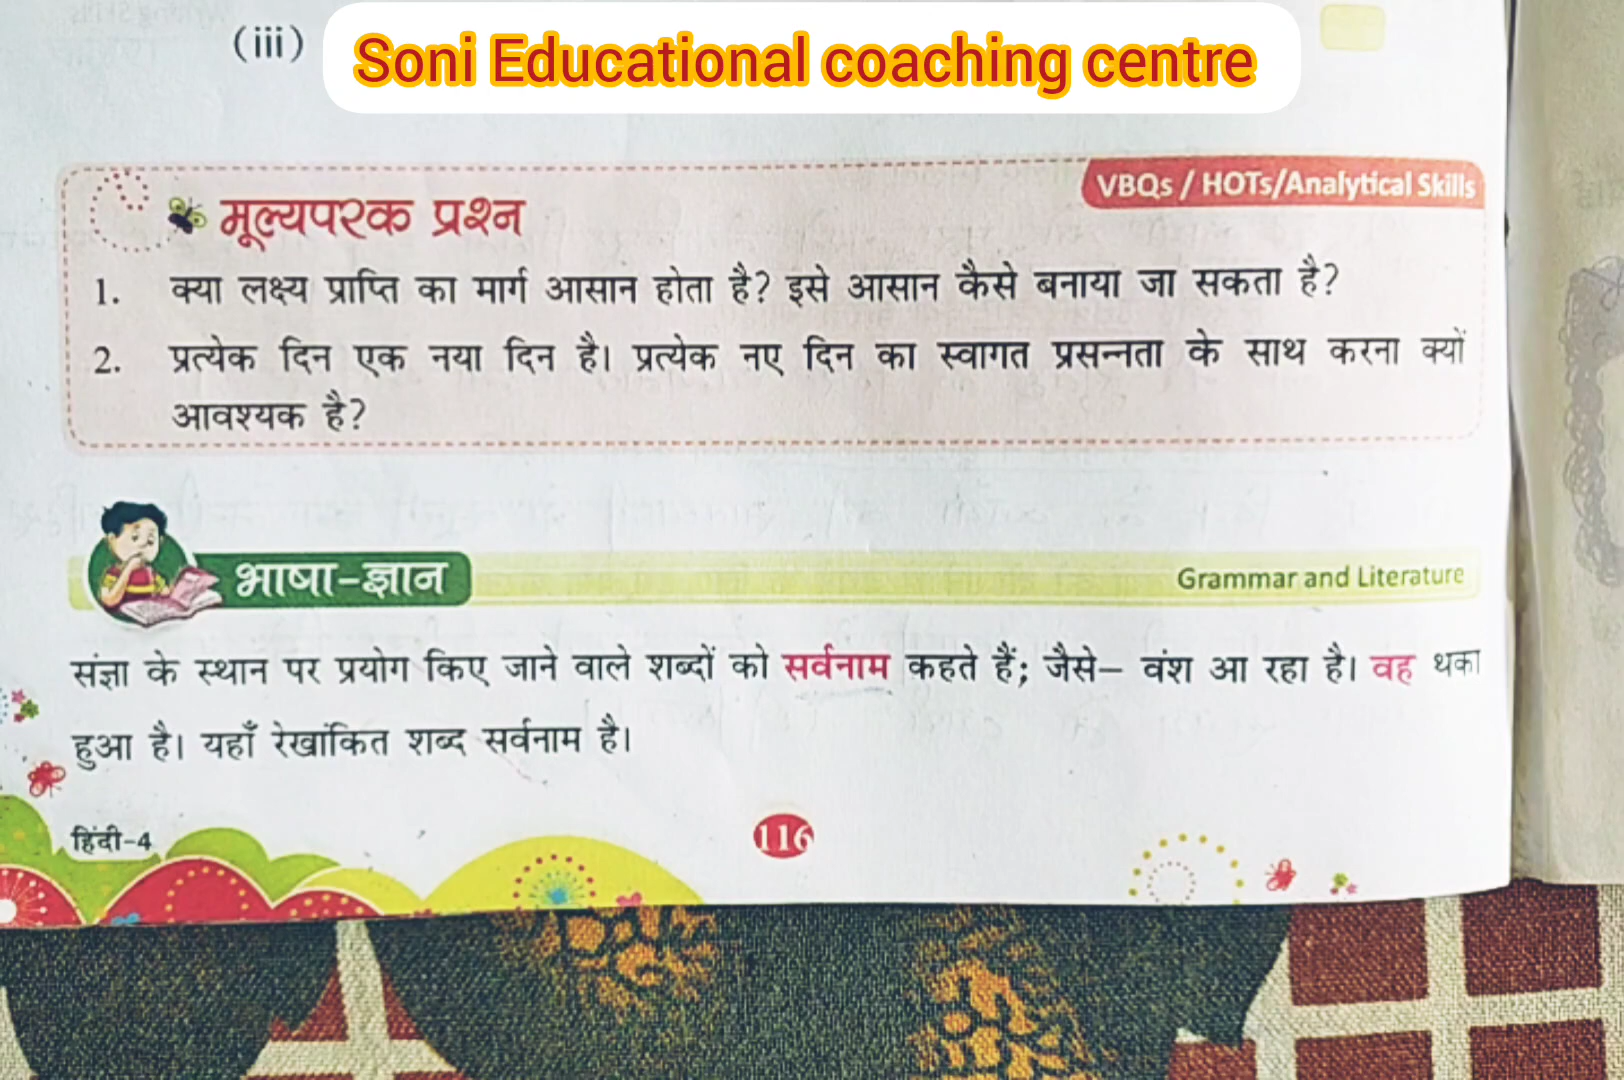 (iii) Soni Educational coaching centre
VBQs / HOTs/Analytical Skills
मूल्यपरक प्रश्न
1. क्या लक्ष्य प्राप्ति का मार्ग आसान होता है? इसे आसान कैसे बनाया जा सकता है?
2. प्रत्येक दिन एक नया दिन है। प्रत्येक नए दिन का स्वागत प्रसन्नता के साथ करना क्यों
आवश्यक है?
भाषा-ज्ञान Grammar and Literature
संज्ञा के स्थान पर प्रयोग किए जाने वाले शब्दों को सर्वनाम कहते हैं; जैसे– वंश आ रहा है। वह थका
हुआ है। यहाँ रेखांकित शब्द सर्वनाम है।
हिंदी-4 116